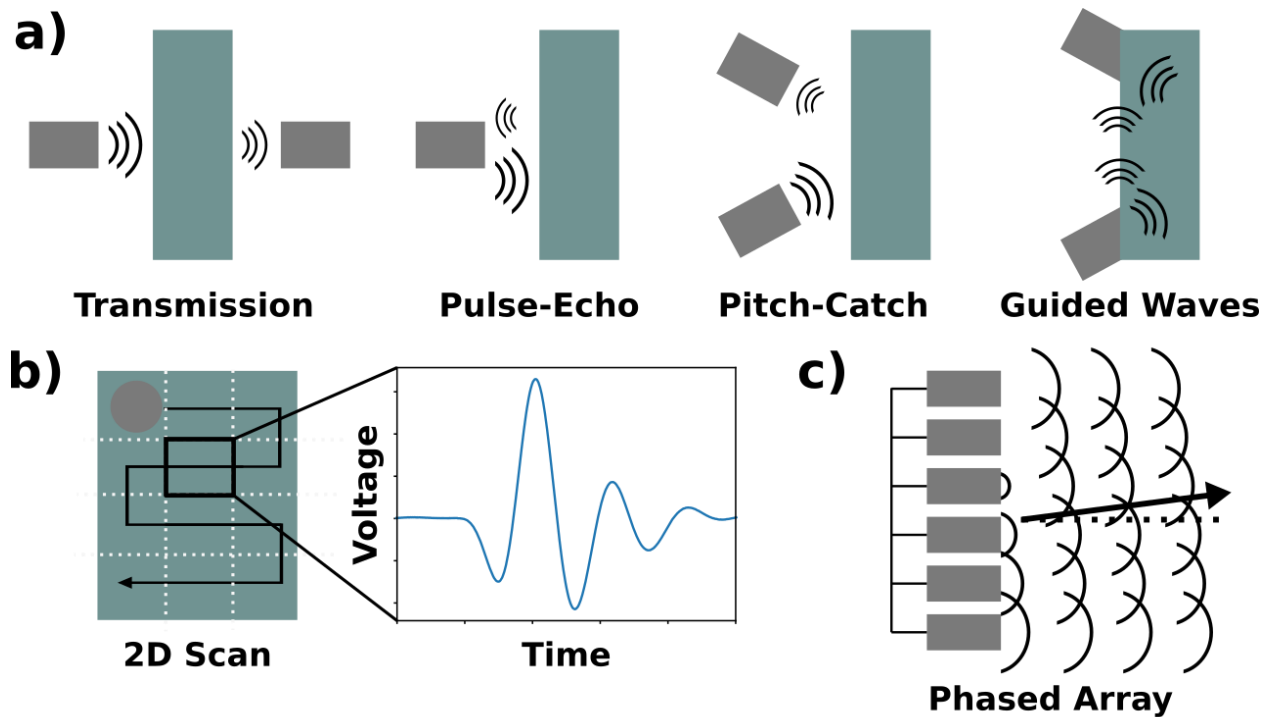 a)
Transmission
Pulse-Echo
Pitch-Catch
Guided Waves
b)
Voltage
2D Scan
Time
c)
Phased Array